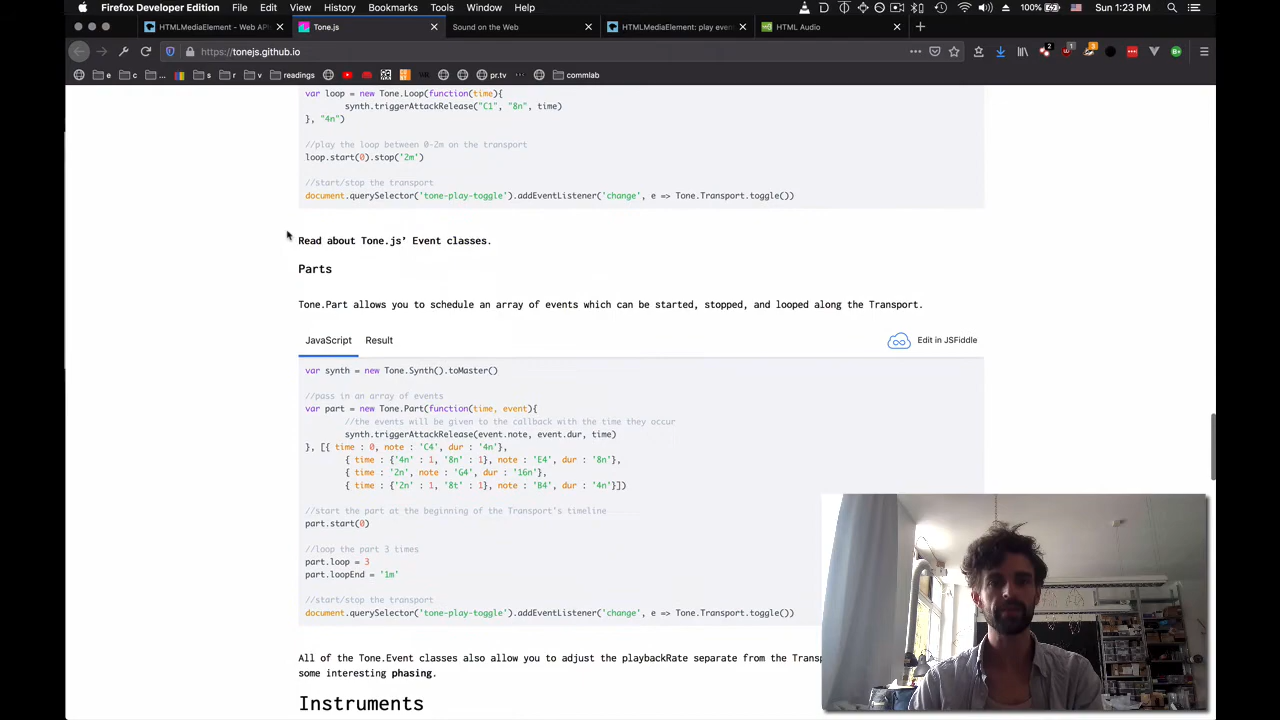 Firefox Developer Edition File Edit View History Bookmarks Tools Window Help
100% Sun 1:23 PM
HTMLMediaElement - Web AP
Tone.js
Sound on the Web
HTMLMediaElement: play even
HTML Audio
https://tonejs.github.io
e c ... s r v readings pr.tv commlab
var loop = new Tone.Loop(function(time){
synth.triggerAttackRelease("C1", "8n", time)
}, "4n")
//play the loop between 0-2m on the transport
loop.start(0).stop('2m')
//start/stop the transport
document.querySelector('tone-play-toggle').addEventListener('change', e => Tone.Transport.toggle())
Read about Tone.js’ Event classes.
Parts
Tone.Part allows you to schedule an array of events which can be started, stopped, and looped along the Transport.
JavaScript Result Edit in JSFiddle
var synth = new Tone.Synth().toMaster()
//pass in an array of events
var part = new Tone.Part(function(time, event){
//the events will be given to the callback with the time they occur
synth.triggerAttackRelease(event.note, event.dur, time)
}, [{ time : 0, note : 'C4', dur : '4n'},
{ time : {'4n' : 1, '8n' : 1}, note : 'E4', dur : '8n'},
{ time : '2n', note : 'G4', dur : '16n'},
{ time : {'2n' : 1, '8t' : 1}, note : 'B4', dur : '4n'}])
//start the part at the beginning of the Transport's timeline
part.start(0)
//loop the part 3 times
part.loop = 3
part.loopEnd = '1m'
//start/stop the transport
document.querySelector('tone-play-toggle').addEventListener('change', e => Tone.Transport.toggle())
All of the Tone.Event classes also allow you to adjust the playbackRate separate from the Transp
some interesting phasing.
Instruments